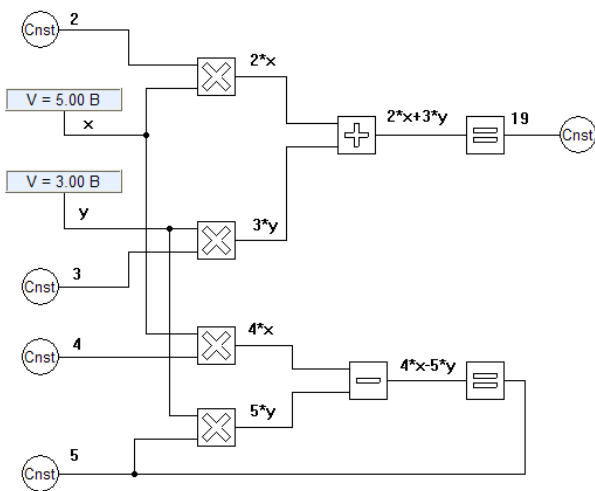 2
Cnst
2*x
V = 5.00 B
x
2*x+3*y
19
Cnst
V = 3.00 B
y
3*y
3
Cnst
4*x
4
Cnst
4*x-5*y
5*y
5
Cnst